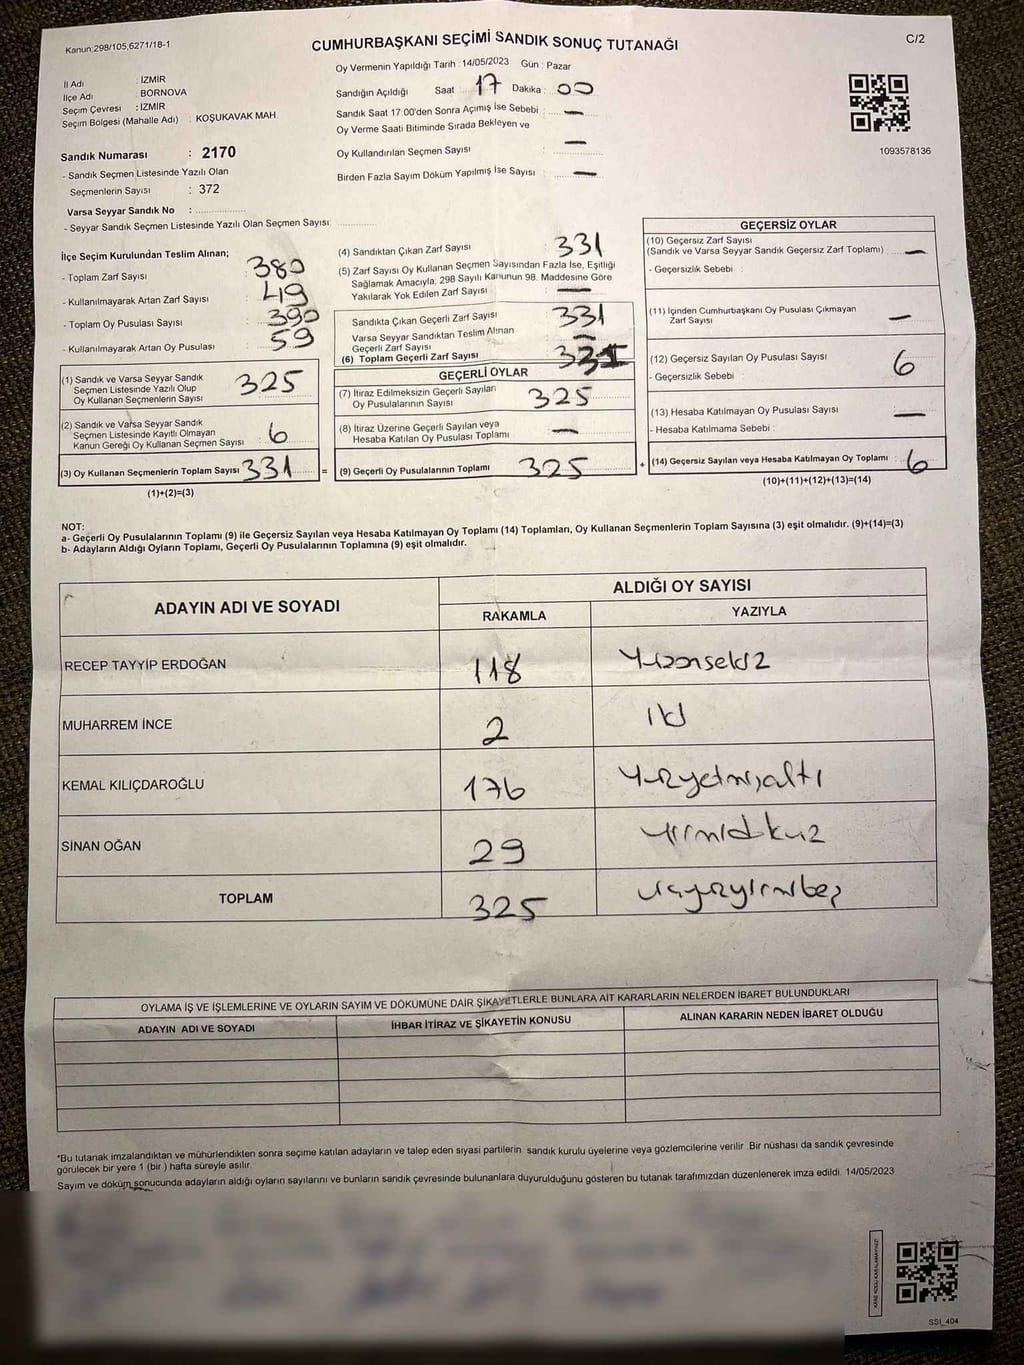 Kanun:298/105,6271/18-1
CUMHURBAŞKANI SEÇİMİ SANDIK SONUÇ TUTANAĞI
C/2
İl Adı : İZMİR
İlçe Adı : BORNOVA
Seçim Çevresi : İZMİR
Seçim Bölgesi (Mahalle Adı) : KOŞUKAVAK MAH.
Sandık Numarası : 2170
- Sandık Seçmen Listesinde Yazılı Olan
Seçmenlerin Sayısı : 372
Varsa Seyyar Sandık No :
- Seyyar Sandık Seçmen Listesinde Yazılı Olan Seçmen Sayısı:
Oy Vermenin Yapıldığı Tarih : 14/05/2023 Gün : Pazar
Sandığın Açıldığı Saat 17 Dakika : 00
Sandık Saat 17:00'den Sonra Açımış İse Sebebi : —
Oy Verme Saati Bitiminde Sırada Bekleyen ve
Oy Kullandırılan Seçmen Sayısı : —
Birden Fazla Sayım Döküm Yapılmış İse Sayısı : —
1093578136
İlçe Seçim Kurulundan Teslim Alınan;
- Toplam Zarf Sayısı : 380
- Kullanılmayarak Artan Zarf Sayısı : 49
- Toplam Oy Pusulası Sayısı : 390
- Kullanılmayarak Artan Oy Pusulası : 59
(1) Sandık ve Varsa Seyyar Sandık
Seçmen Listesinde Yazılı Olup
Oy Kullanan Seçmenlerin Sayısı 325
(2) Sandık ve Varsa Seyyar Sandık
Seçmen Listesinde Kayıtlı Olmayan
Kanun Gereği Oy Kullanan Seçmen Sayısı : 6
(3) Oy Kullanan Seçmenlerin Toplam Sayısı : 331
(1)+(2)=(3)
(4) Sandıktan Çıkan Zarf Sayısı : 331
(5) Zarf Sayısı Oy Kullanan Seçmen Sayısından Fazla İse, Eşitliği
Sağlamak Amacıyla; 298 Sayılı Kanunun 98. Maddesine Göre
Yakılarak Yok Edilen Zarf Sayısı : —
Sandıkta Çıkan Geçerli Zarf Sayısı : 331
Varsa Seyyar Sandıktan Teslim Alınan
Geçerli Zarf Sayısı : —
(6) Toplam Geçerli Zarf Sayısı : 331
GEÇERLİ OYLAR
(7) İtiraz Edilmeksizin Geçerli Sayılan
Oy Pusulalarının Sayısı : 325
(8) İtiraz Üzerine Geçerli Sayılan veya
Hesaba Katılan Oy Pusulası Toplamı : —
= (9) Geçerli Oy Pusulalarının Toplamı : 325 +
GEÇERSİZ OYLAR
(10) Geçersiz Zarf Sayısı
(Sandık ve Varsa Seyyar Sandık Geçersiz Zarf Toplamı) : —
- Geçersizlik Sebebi :
(11) İçinden Cumhurbaşkanı Oy Pusulası Çıkmayan
Zarf Sayısı : —
(12) Geçersiz Sayılan Oy Pusulası Sayısı : 6
- Geçersizlik Sebebi :
(13) Hesaba Katılmayan Oy Pusulası Sayısı : —
- Hesaba Katılmama Sebebi :
(14) Geçersiz Sayılan veya Hesaba Katılmayan Oy Toplamı : 6
(10)+(11)+(12)+(13)=(14)
NOT:
a- Geçerli Oy Pusulalarının Toplamı (9) ile Geçersiz Sayılan veya Hesaba Katılmayan Oy Toplamı (14) Toplamları, Oy Kullanan Seçmenlerin Toplam Sayısına (3) eşit olmalıdır. (9)+(14)=(3)
b- Adayların Aldığı Oyların Toplamı, Geçerli Oy Pusulalarının Toplamına (9) eşit olmalıdır.
ADAYIN ADI VE SOYADI
ALDIĞI OY SAYISI
RAKAMLA YAZIYLA
RECEP TAYYİP ERDOĞAN 118 Yüzonsekiz
MUHARREM İNCE 2 iki
KEMAL KILIÇDAROĞLU 176 Yüzyetmişaltı
SİNAN OĞAN 29 Yirmidokuz
TOPLAM 325 üçyüzyirmibeş
OYLAMA İŞ VE İŞLEMLERİNE VE OYLARIN SAYIM VE DÖKÜMÜNE DAİR ŞİKAYETLERLE BUNLARA AİT KARARLARIN NELERDEN İBARET BULUNDUKLARI
ADAYIN ADI VE SOYADI İHBAR İTİRAZ VE ŞİKAYETİN KONUSU ALINAN KARARIN NEDEN İBARET OLDUĞU
*Bu tutanak imzalandıktan ve mühürlendikten sonra seçime katılan adayların ve talep eden siyasi partilerin sandık kurulu üyelerine veya gözlemcilerine verilir. Bir nüshası da sandık çevresinde
görülecek bir yere 1 (bir ) hafta süreyle asılır.
Sayım ve döküm sonucunda adayların aldığı oyların sayılarını ve bunların sandık çevresinde bulunanlara duyurulduğunu gösteren bu tutanak tarafımızdan düzenlenerek imza edildi. 14/05/2023
SSI_404